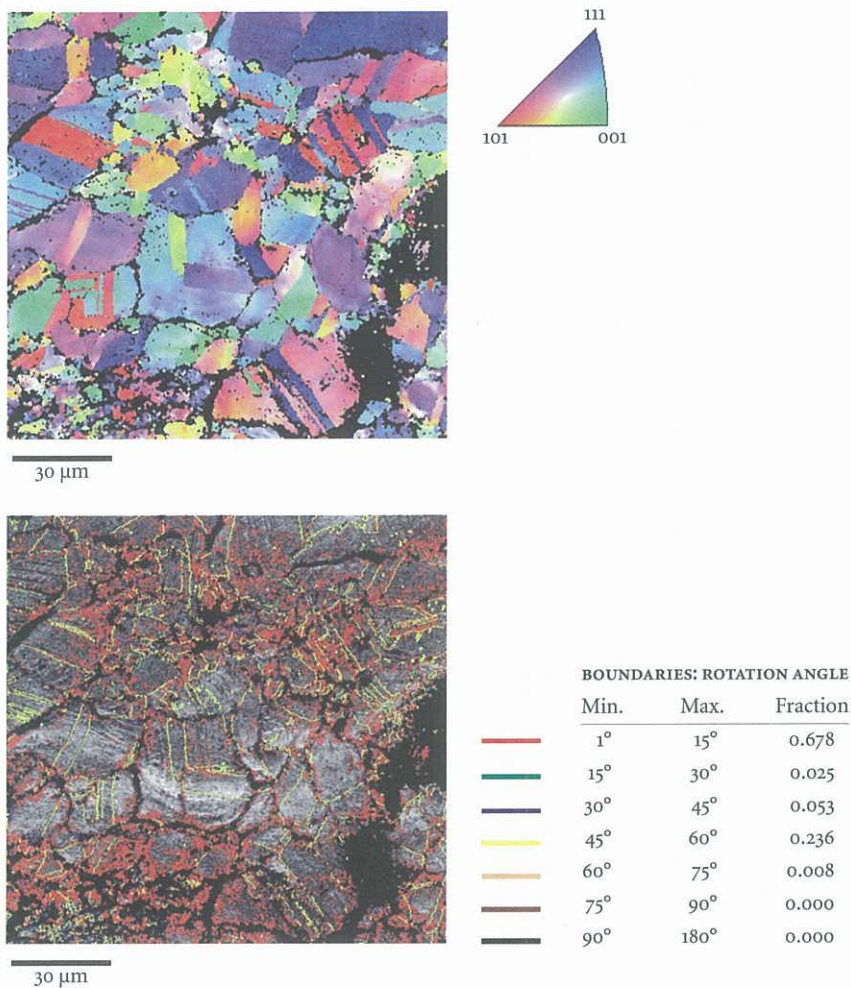 111
101 001
30 µm
BOUNDARIES: ROTATION ANGLE
Min. Max. Fraction
1° 15° 0.678
15° 30° 0.025
30° 45° 0.053
45° 60° 0.236
60° 75° 0.008
75° 90° 0.000
90° 180° 0.000
30 µm